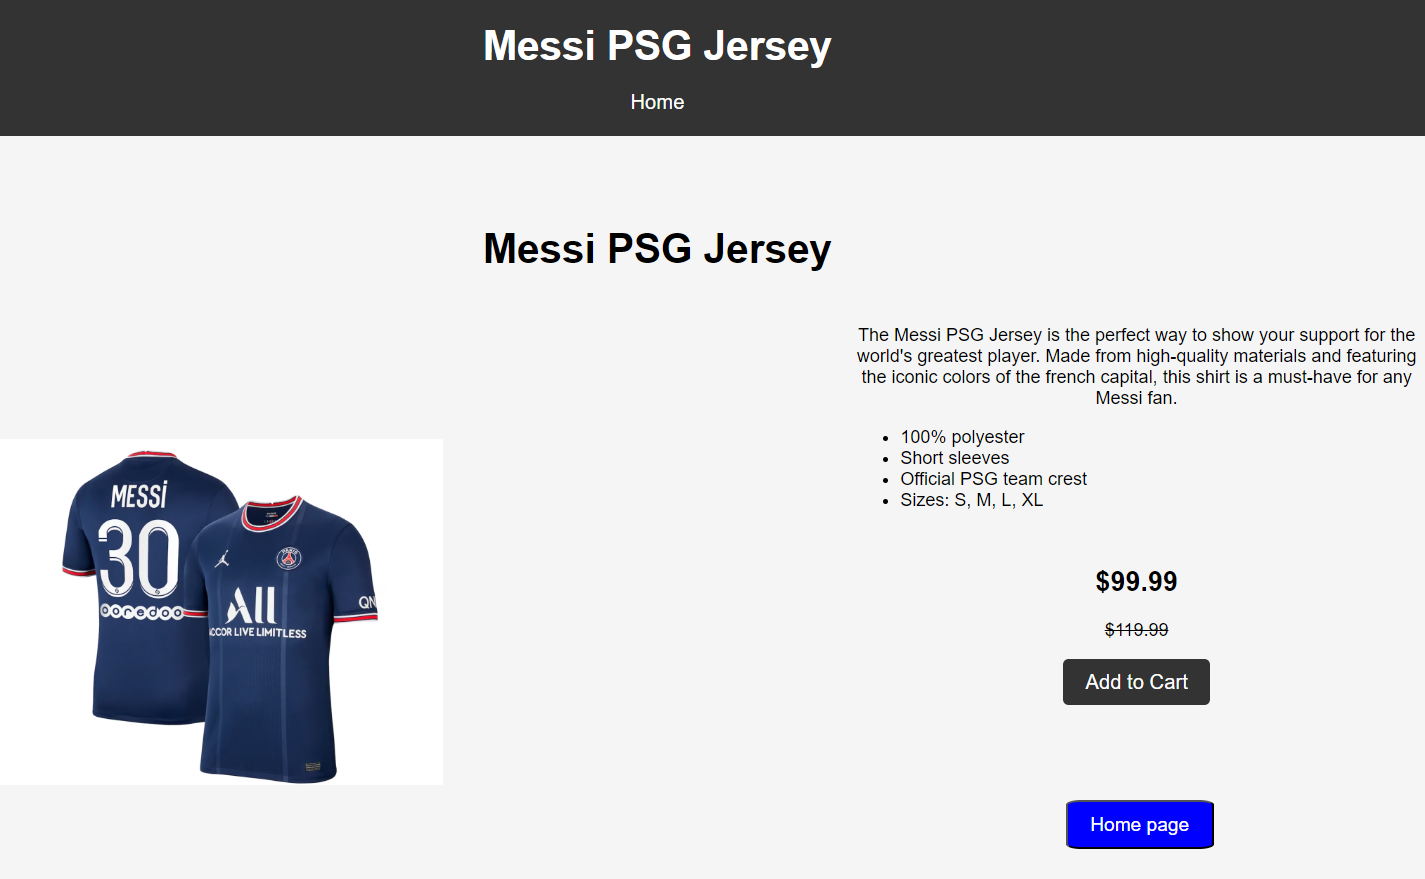 Messi PSG Jersey
Home
Messi PSG Jersey
The Messi PSG Jersey is the perfect way to show your support for the
world's greatest player. Made from high-quality materials and featuring
the iconic colors of the french capital, this shirt is a must-have for any
Messi fan.
100% polyester
Short sleeves
Official PSG team crest
Sizes: S, M, L, XL
MESSi
30
ooredoo
PARIS
ALL
ACCOR LIVE LIMITLESS
QN
$99.99
$119.99
Add to Cart
Home page